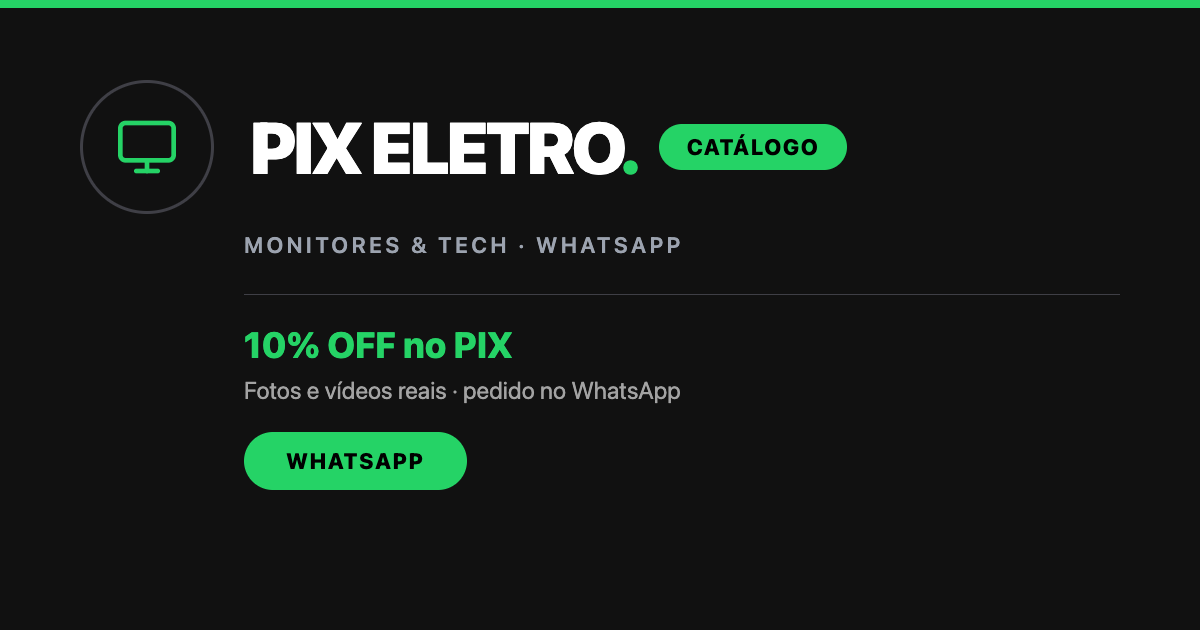 PIX ELETRO.
CATÁLOGO
MONITORES & TECH · WHATSAPP
10% OFF no PIX
Fotos e vídeos reais · pedido no WhatsApp
WHATSAPP